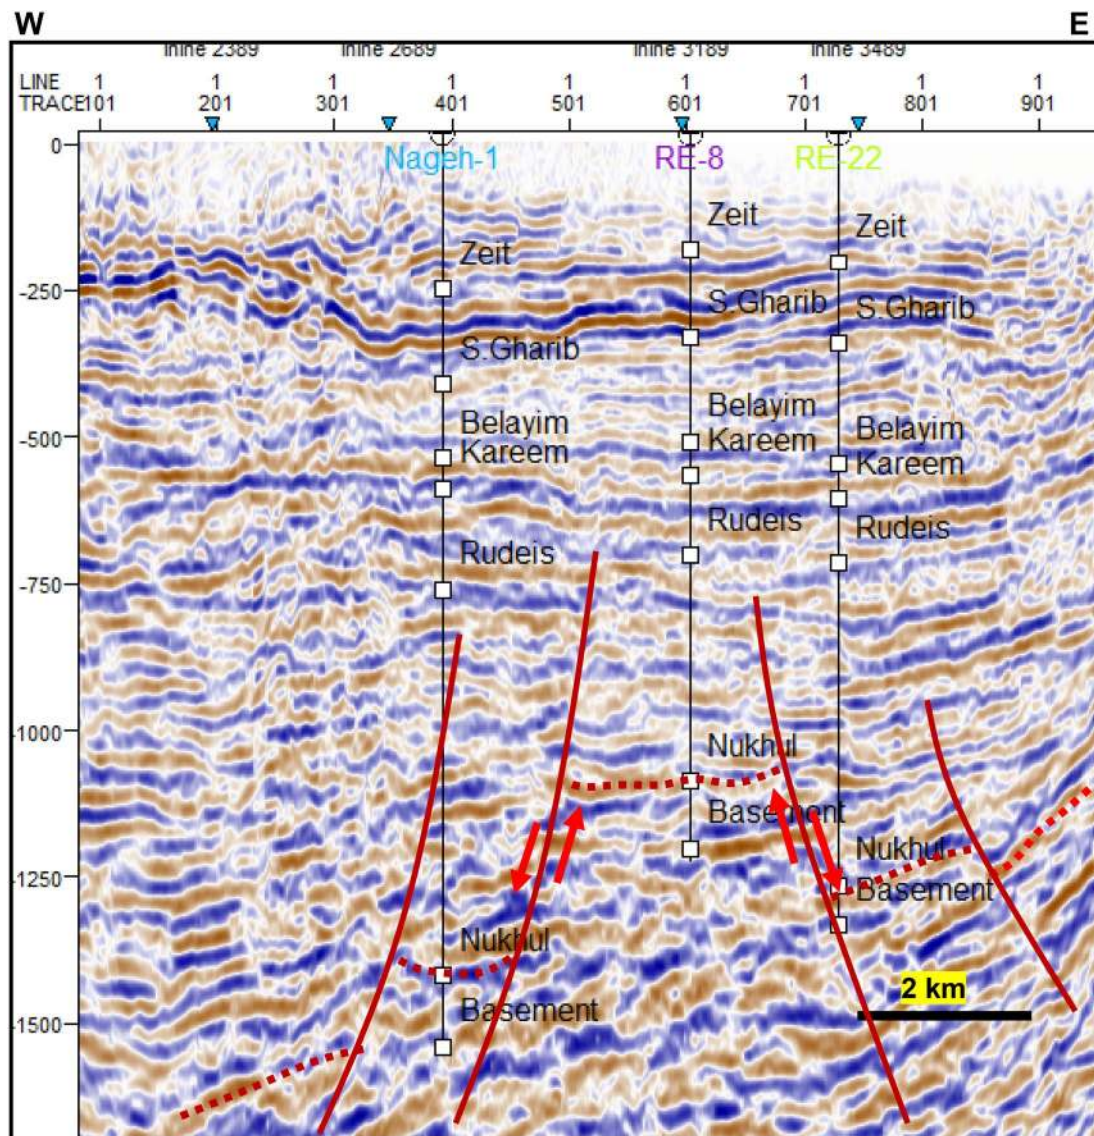 W E
Inline 2389 Inline 2689 Inline 3189 Inline 3489
LINE 1 1 1 1 1 1 1 1 1
TRACE101 201 301 401 501 601 701 801 901
0
Nageh-1 RE-8 RE-22
Zeit Zeit Zeit
-250
S.Gharib S.Gharib S.Gharib
Belayim Belayim Belayim
-500
Kareem Kareem Kareem
Rudeis Rudeis Rudeis
-750
-1000
Nukhul
Basement
Nukhul
-1250
Basement
Nukhul
2 km
Basement
-1500